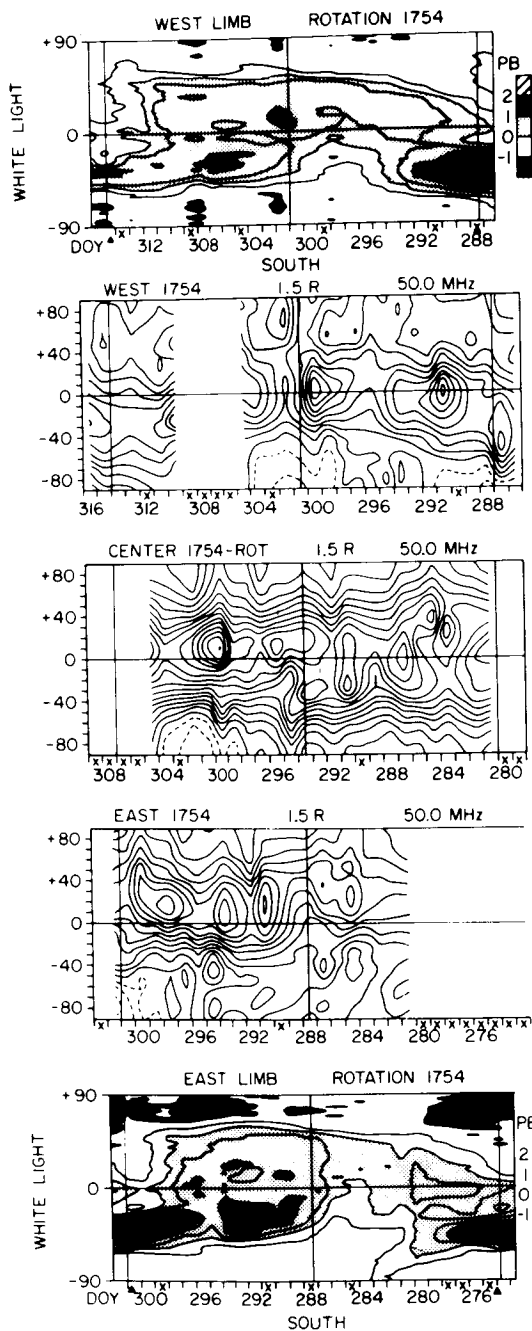 WEST LIMB ROTATION 1754
PB
+90
0
-90
WHITE LIGHT
2
1
0
-1
DOY 312 308 304 300 296 292 288
SOUTH
WEST 1754 1.5 R 50.0 MHz
+80
+40
0
-40
-80
316 312 308 304 300 296 292 288
CENTER 1754-ROT 1.5 R 50.0 MHz
+80
+40
0
-40
-80
308 304 300 296 292 288 284 280
EAST 1754 1.5 R 50.0 MHz
+80
+40
0
-40
-80
300 296 292 288 284 280 276
EAST LIMB ROTATION 1754
+90
0
-90
WHITE LIGHT
2
1
0
-1
DOY 300 296 292 288 284 280 276
SOUTH